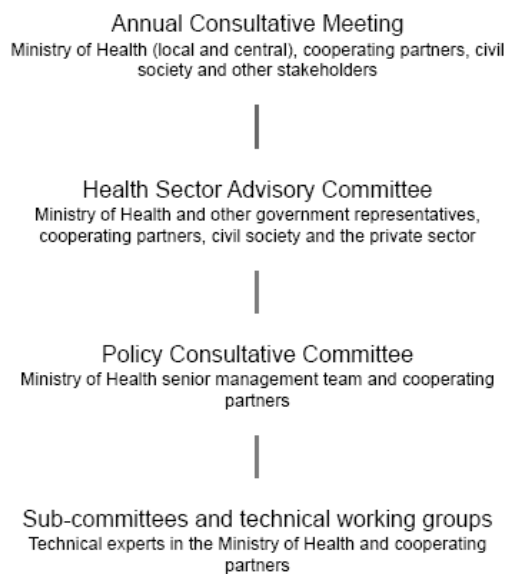 Annual Consultative Meeting
Ministry of Health (local and central), cooperating partners, civil
society and other stakeholders
Health Sector Advisory Committee
Ministry of Health and other government representatives,
cooperating partners, civil society and the private sector
Policy Consultative Committee
Ministry of Health senior management team and cooperating
partners
Sub-committees and technical working groups
Technical experts in the Ministry of Health and cooperating
partners